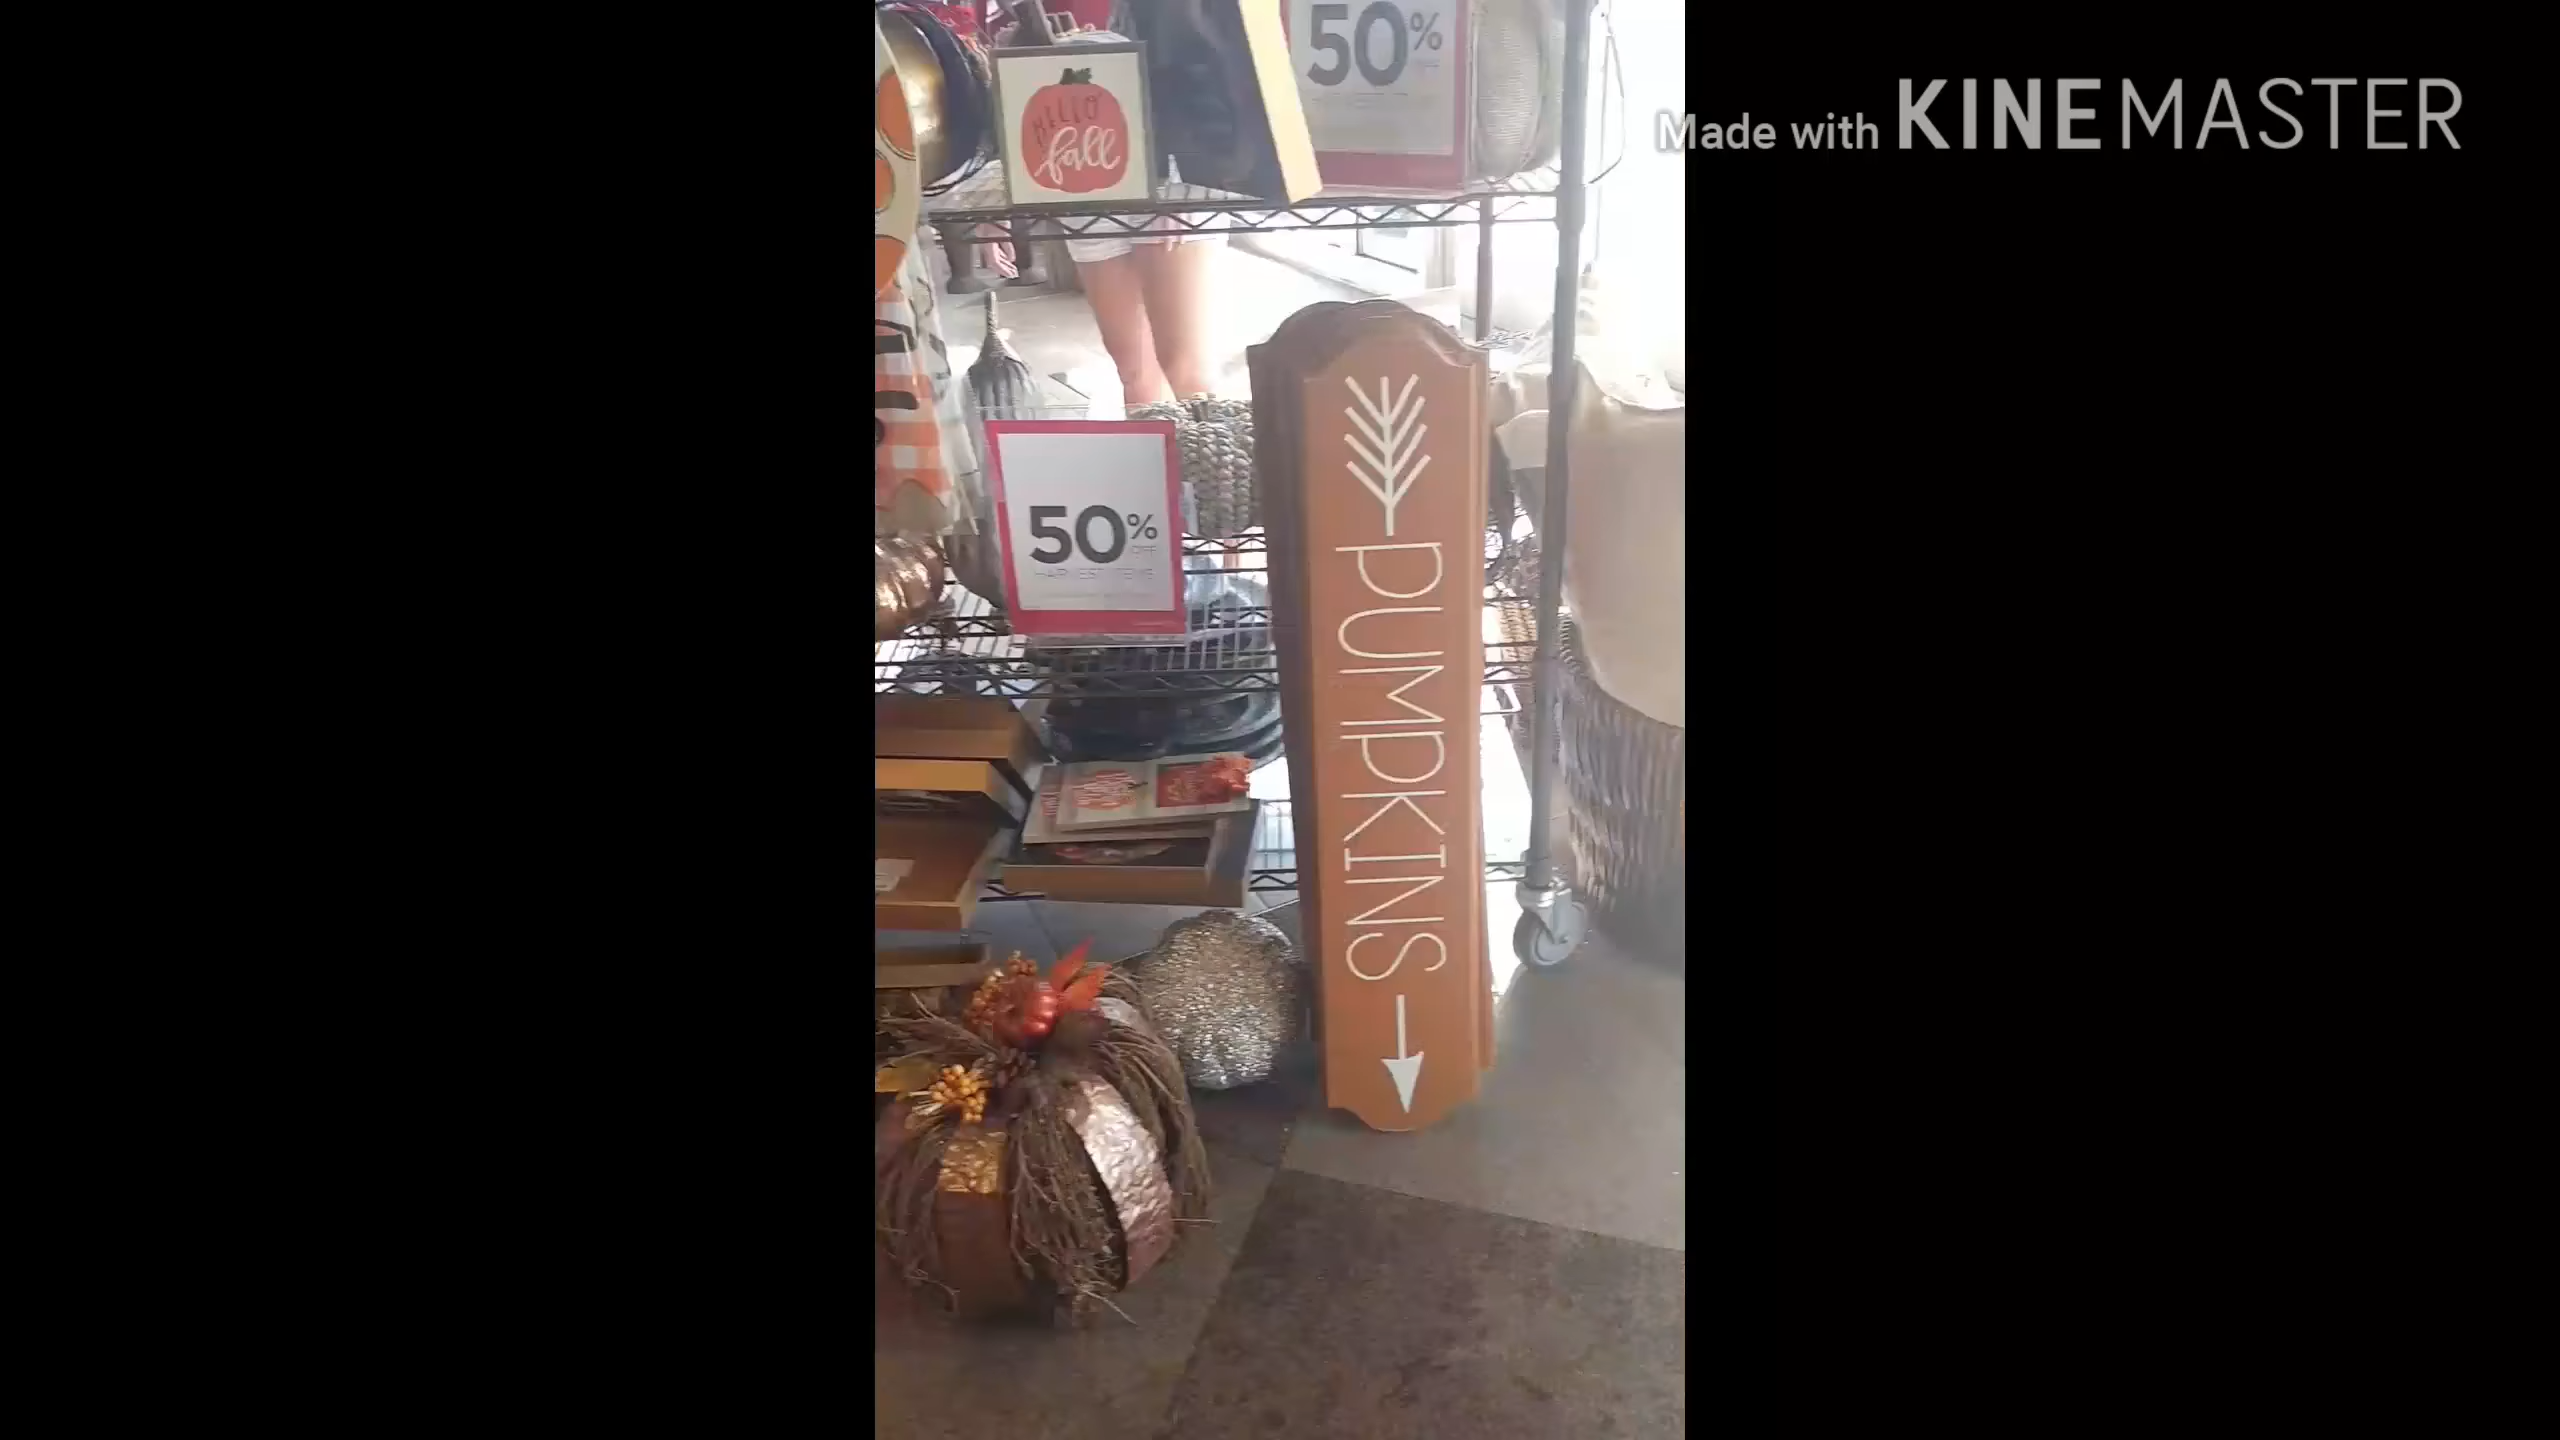 HELLO
fall
50%
Made with KINEMASTER
50%
OFF
HARVEST ITEMS
PUMPKINS